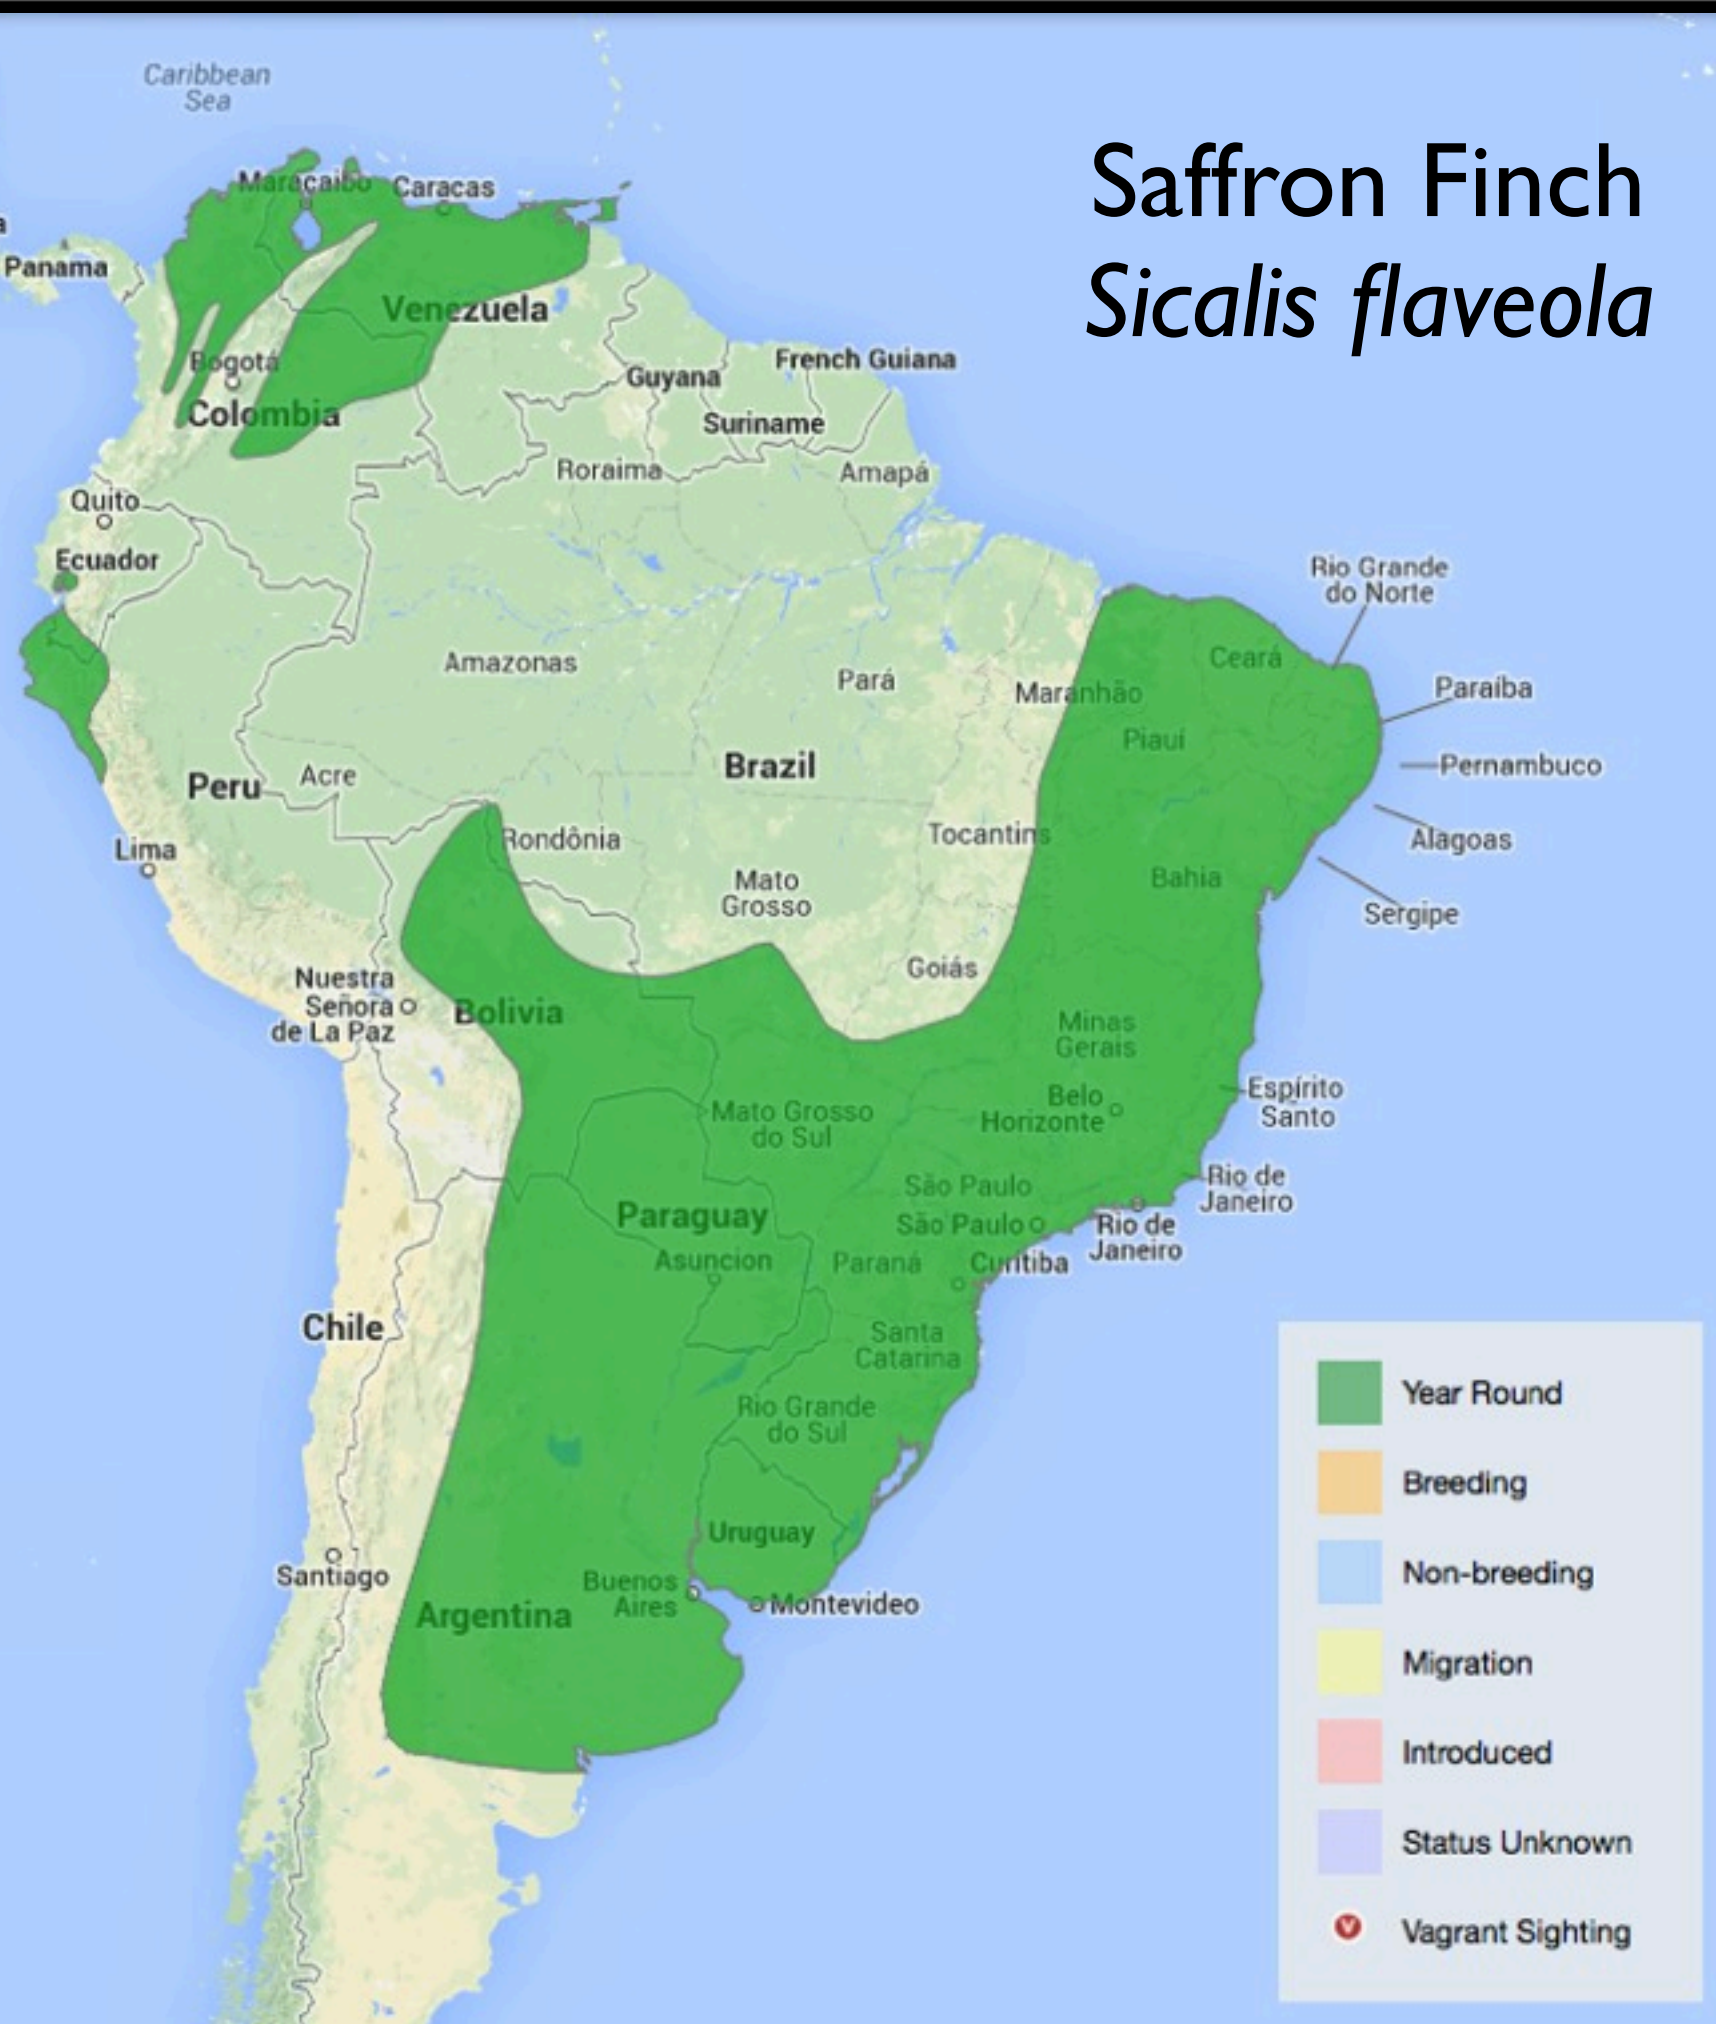 Caribbean
Sea
Saffron Finch
Sicalis flaveola
Maracaibo
Caracas
a
Panama
Venezuela
Bogotá
Colombia
Guyana
French Guiana
Suriname
Roraima
Amapá
Quito
Ecuador
Rio Grande
do Norte
Amazonas
Pará
Maranhão
Ceará
Paraíba
Piauí
Brazil
Pernambuco
Peru
Acre
Rondônia
Tocantins
Alagoas
Lima
Mato
Grosso
Bahia
Sergipe
Goiás
Nuestra
Señora
de La Paz
Bolivia
Minas
Gerais
Belo
Horizonte
Espírito
Santo
Mato Grosso
do Sul
São Paulo
Rio de
Janeiro
Paraguay
São Paulo
Rio de
Janeiro
Asuncion
Paraná
Curitiba
Chile
Santa
Catarina
Rio Grande
do Sul
Uruguay
Santiago
Buenos
Aires
Argentina
Montevideo
Year Round
Breeding
Non-breeding
Migration
Introduced
Status Unknown
V
Vagrant Sighting